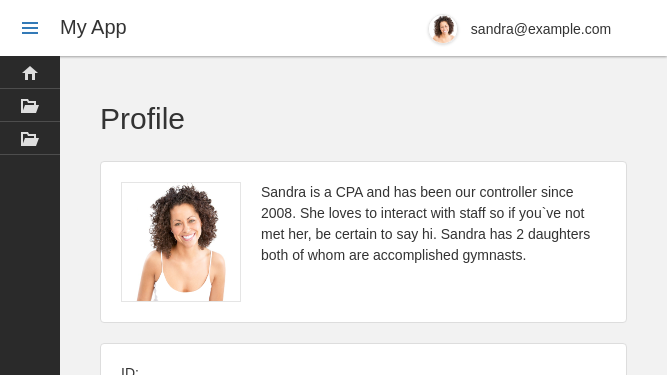 My App
sandra@example.com
Profile
Sandra is a CPA and has been our controller since
2008. She loves to interact with staff so if you`ve not
met her, be certain to say hi. Sandra has 2 daughters
both of whom are accomplished gymnasts.
ID: